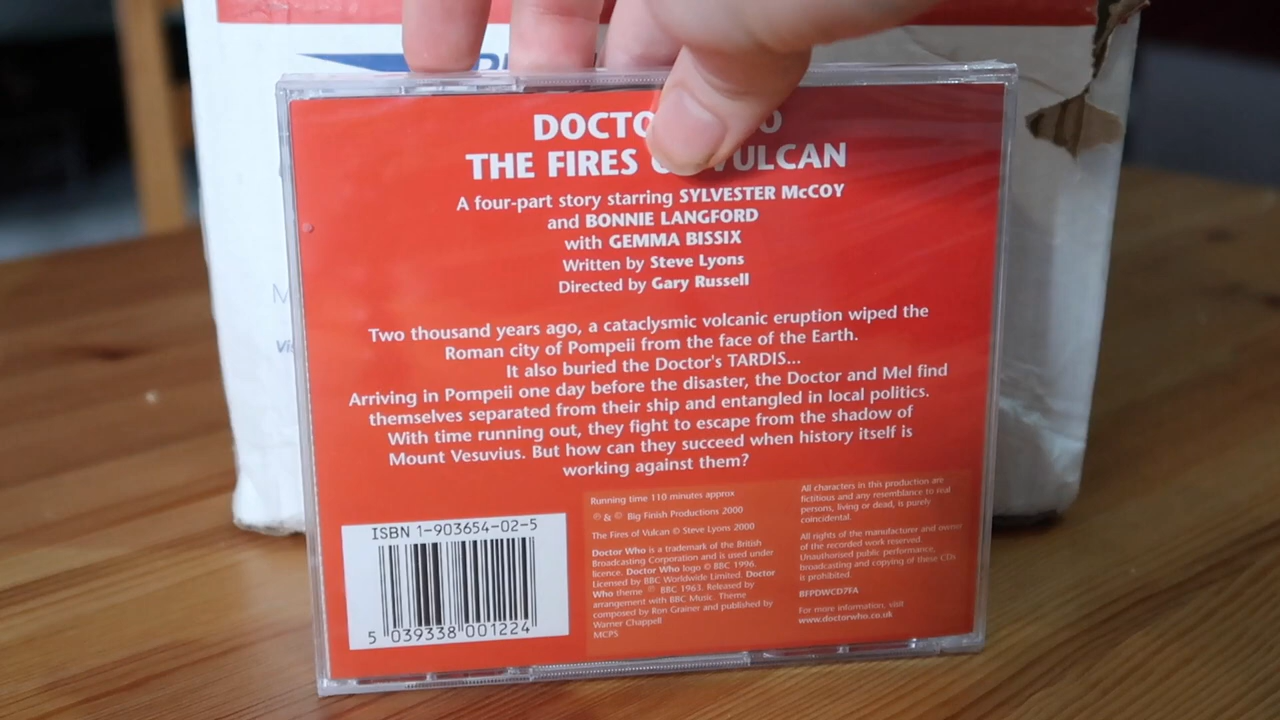 DOCTO O
THE FIRES VULCAN
A four-part story starring SYLVESTER McCOY
and BONNIE LANGFORD
with GEMMA BISSIX
Written by Steve Lyons
Directed by Gary Russell
Two thousand years ago, a cataclysmic volcanic eruption wiped the
Roman city of Pompeii from the face of the Earth.
It also buried the Doctor's TARDIS...
Arriving in Pompeii one day before the disaster, the Doctor and Mel find
themselves separated from their ship and entangled in local politics.
With time running out, they fight to escape from the shadow of
Mount Vesuvius. But how can they succeed when history itself is
working against them?
ISBN 1-903654-02-5
5 039338 001224
Running time 110 minutes approx
℗ & © Big Finish Productions 2000
The Fires of Vulcan © Steve Lyons 2000
Doctor Who is a trademark of the British
Broadcasting Corporation and is used under
licence. Doctor Who logo © BBC 1996.
Licensed by BBC Worldwide Limited. Doctor
Who theme ℗ BBC 1963. Released by
arrangement with BBC Music. Theme
composed by Ron Grainer and published by
Warner Chappell
MCPS
All characters in this production are
fictitious and any resemblance to real
persons, living or dead, is purely
coincidental.
All rights of the manufacturer and owner
of the recorded work reserved.
Unauthorised public performance,
broadcasting and copying of these CDs
is prohibited.
BFPDWCD7FA
For more information, visit
www.doctorwho.co.uk